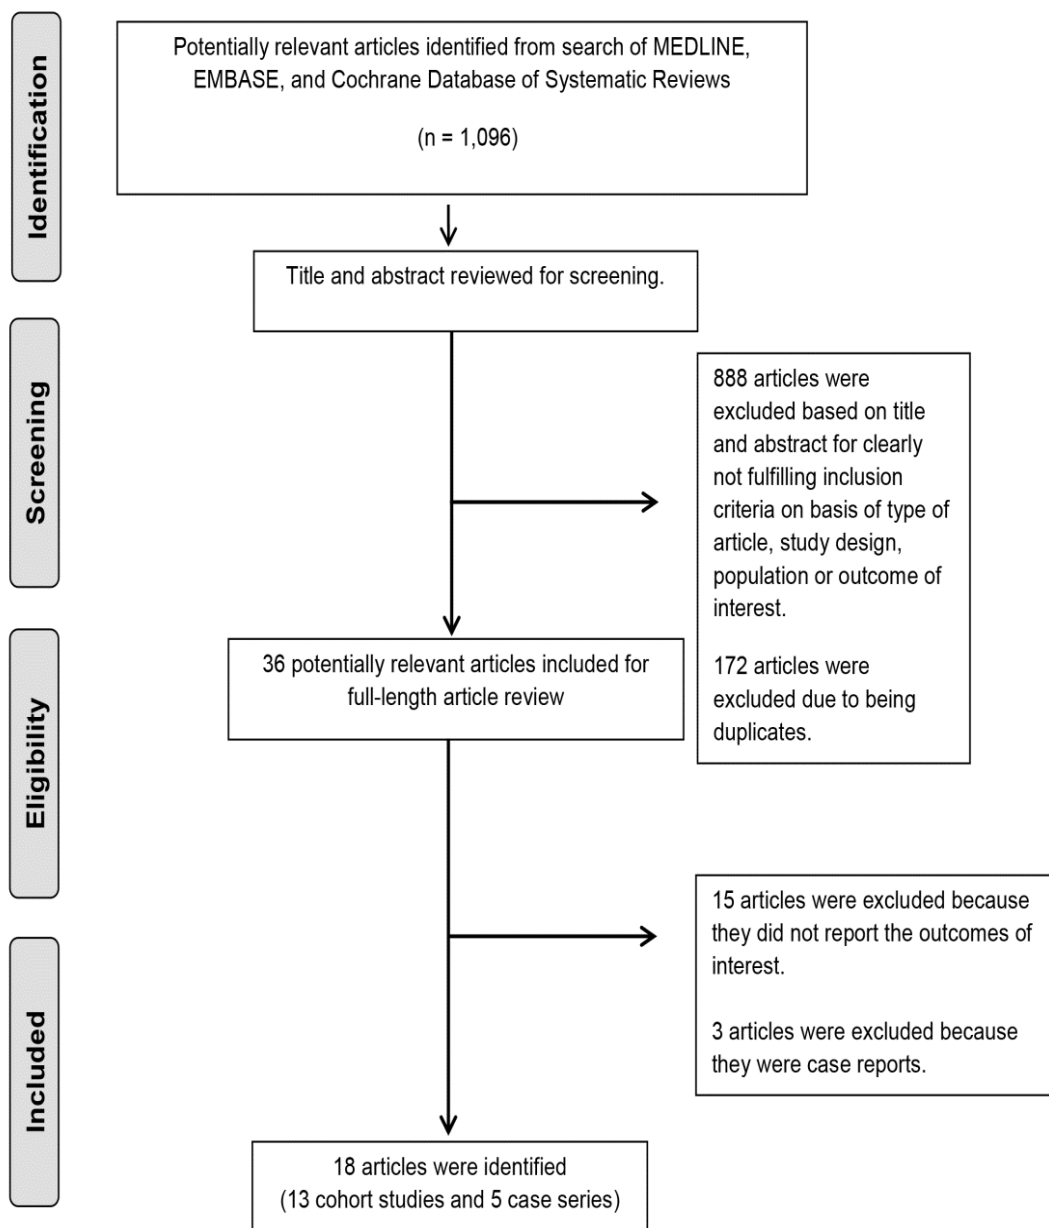 Identification
Potentially relevant articles identified from search of MEDLINE,
EMBASE, and Cochrane Database of Systematic Reviews
(n = 1,096)
Title and abstract reviewed for screening.
Screening
888 articles were
excluded based on title
and abstract for clearly
not fulfilling inclusion
criteria on basis of type of
article, study design,
population or outcome of
interest.
172 articles were
excluded due to being
duplicates.
Eligibility
36 potentially relevant articles included for
full-length article review
15 articles were excluded because
they did not report the outcomes of
interest.
3 articles were excluded because
they were case reports.
Included
18 articles were identified
(13 cohort studies and 5 case series)